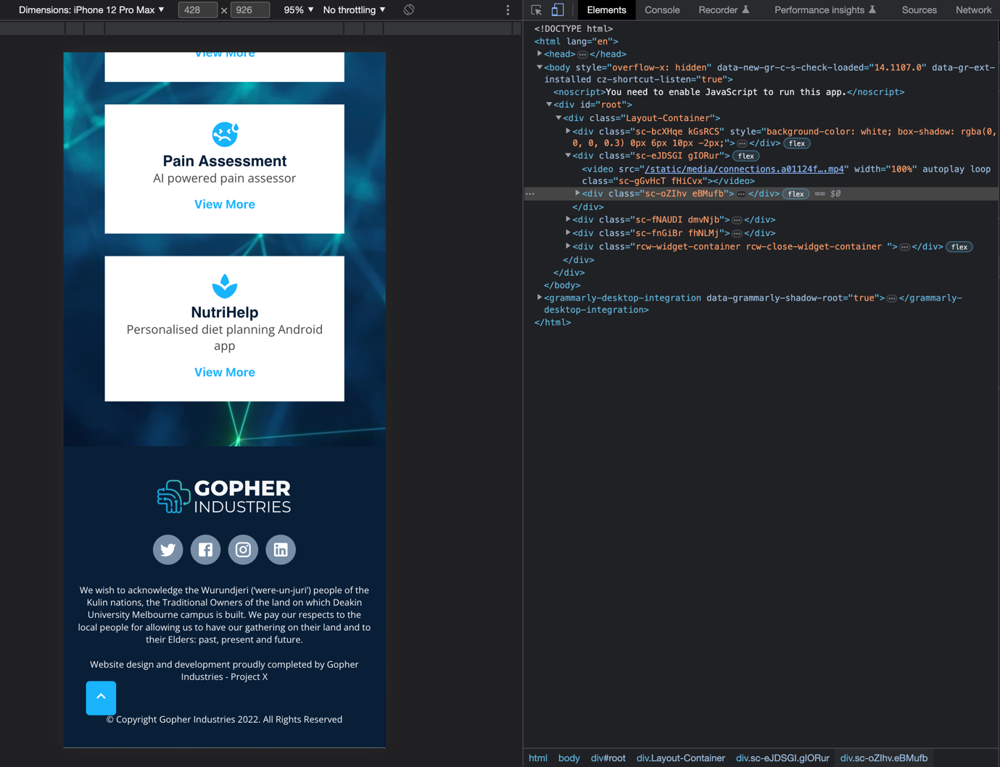 Dimensions: iPhone 12 Pro Max ▼ 428 × 926 95% ▼ No throttling ▼
Elements Console Recorder Performance insights Sources Network
View More
Pain Assessment
AI powered pain assessor
View More
NutriHelp
Personalised diet planning Android
app
View More
GOPHER
INDUSTRIES
We wish to acknowledge the Wurundjeri (‘were-un-juri’) people of the
Kulin nations, the Traditional Owners of the land on which Deakin
University Melbourne campus is built. We pay our respects to the
local people for allowing us to have our gathering on their land and to
their Elders: past, present and future.
Website design and development proudly completed by Gopher
Industries - Project X
© Copyright Gopher Industries 2022. All Rights Reserved
<!DOCTYPE html>
<html lang="en">
▶<head>…</head>
▼<body style="overflow-x: hidden" data-new-gr-c-s-check-loaded="14.1107.0" data-gr-ext-
installed cz-shortcut-listen="true">
<noscript>You need to enable JavaScript to run this app.</noscript>
▼<div id="root">
▼<div class="Layout-Container">
▶<div class="sc-bcXHqe kGsRCS" style="background-color: white; box-shadow: rgba(0,
0, 0, 0.3) 0px 6px 10px -2px;">…</div> flex
▼<div class="sc-eJDSGI gIORur"> flex
<video src="/static/media/connections.a01124f….mp4" width="100%" autoplay loop
class="sc-gGvHcT fHiCvx"></video>
… ▶<div class="sc-oZIhv eBMufb">…</div> flex == $0
</div>
▶<div class="sc-fNAUDI dmvNjb">…</div>
▶<div class="sc-fnGiBr fhNLMj">…</div>
▶<div class="rcw-widget-container rcw-close-widget-container ">…</div> flex
</div>
</div>
</body>
▶<grammarly-desktop-integration data-grammarly-shadow-root="true">…</grammarly-
desktop-integration>
</html>
html body div#root div.Layout-Container div.sc-eJDSGI.gIORur div.sc-oZIhv.eBMufb